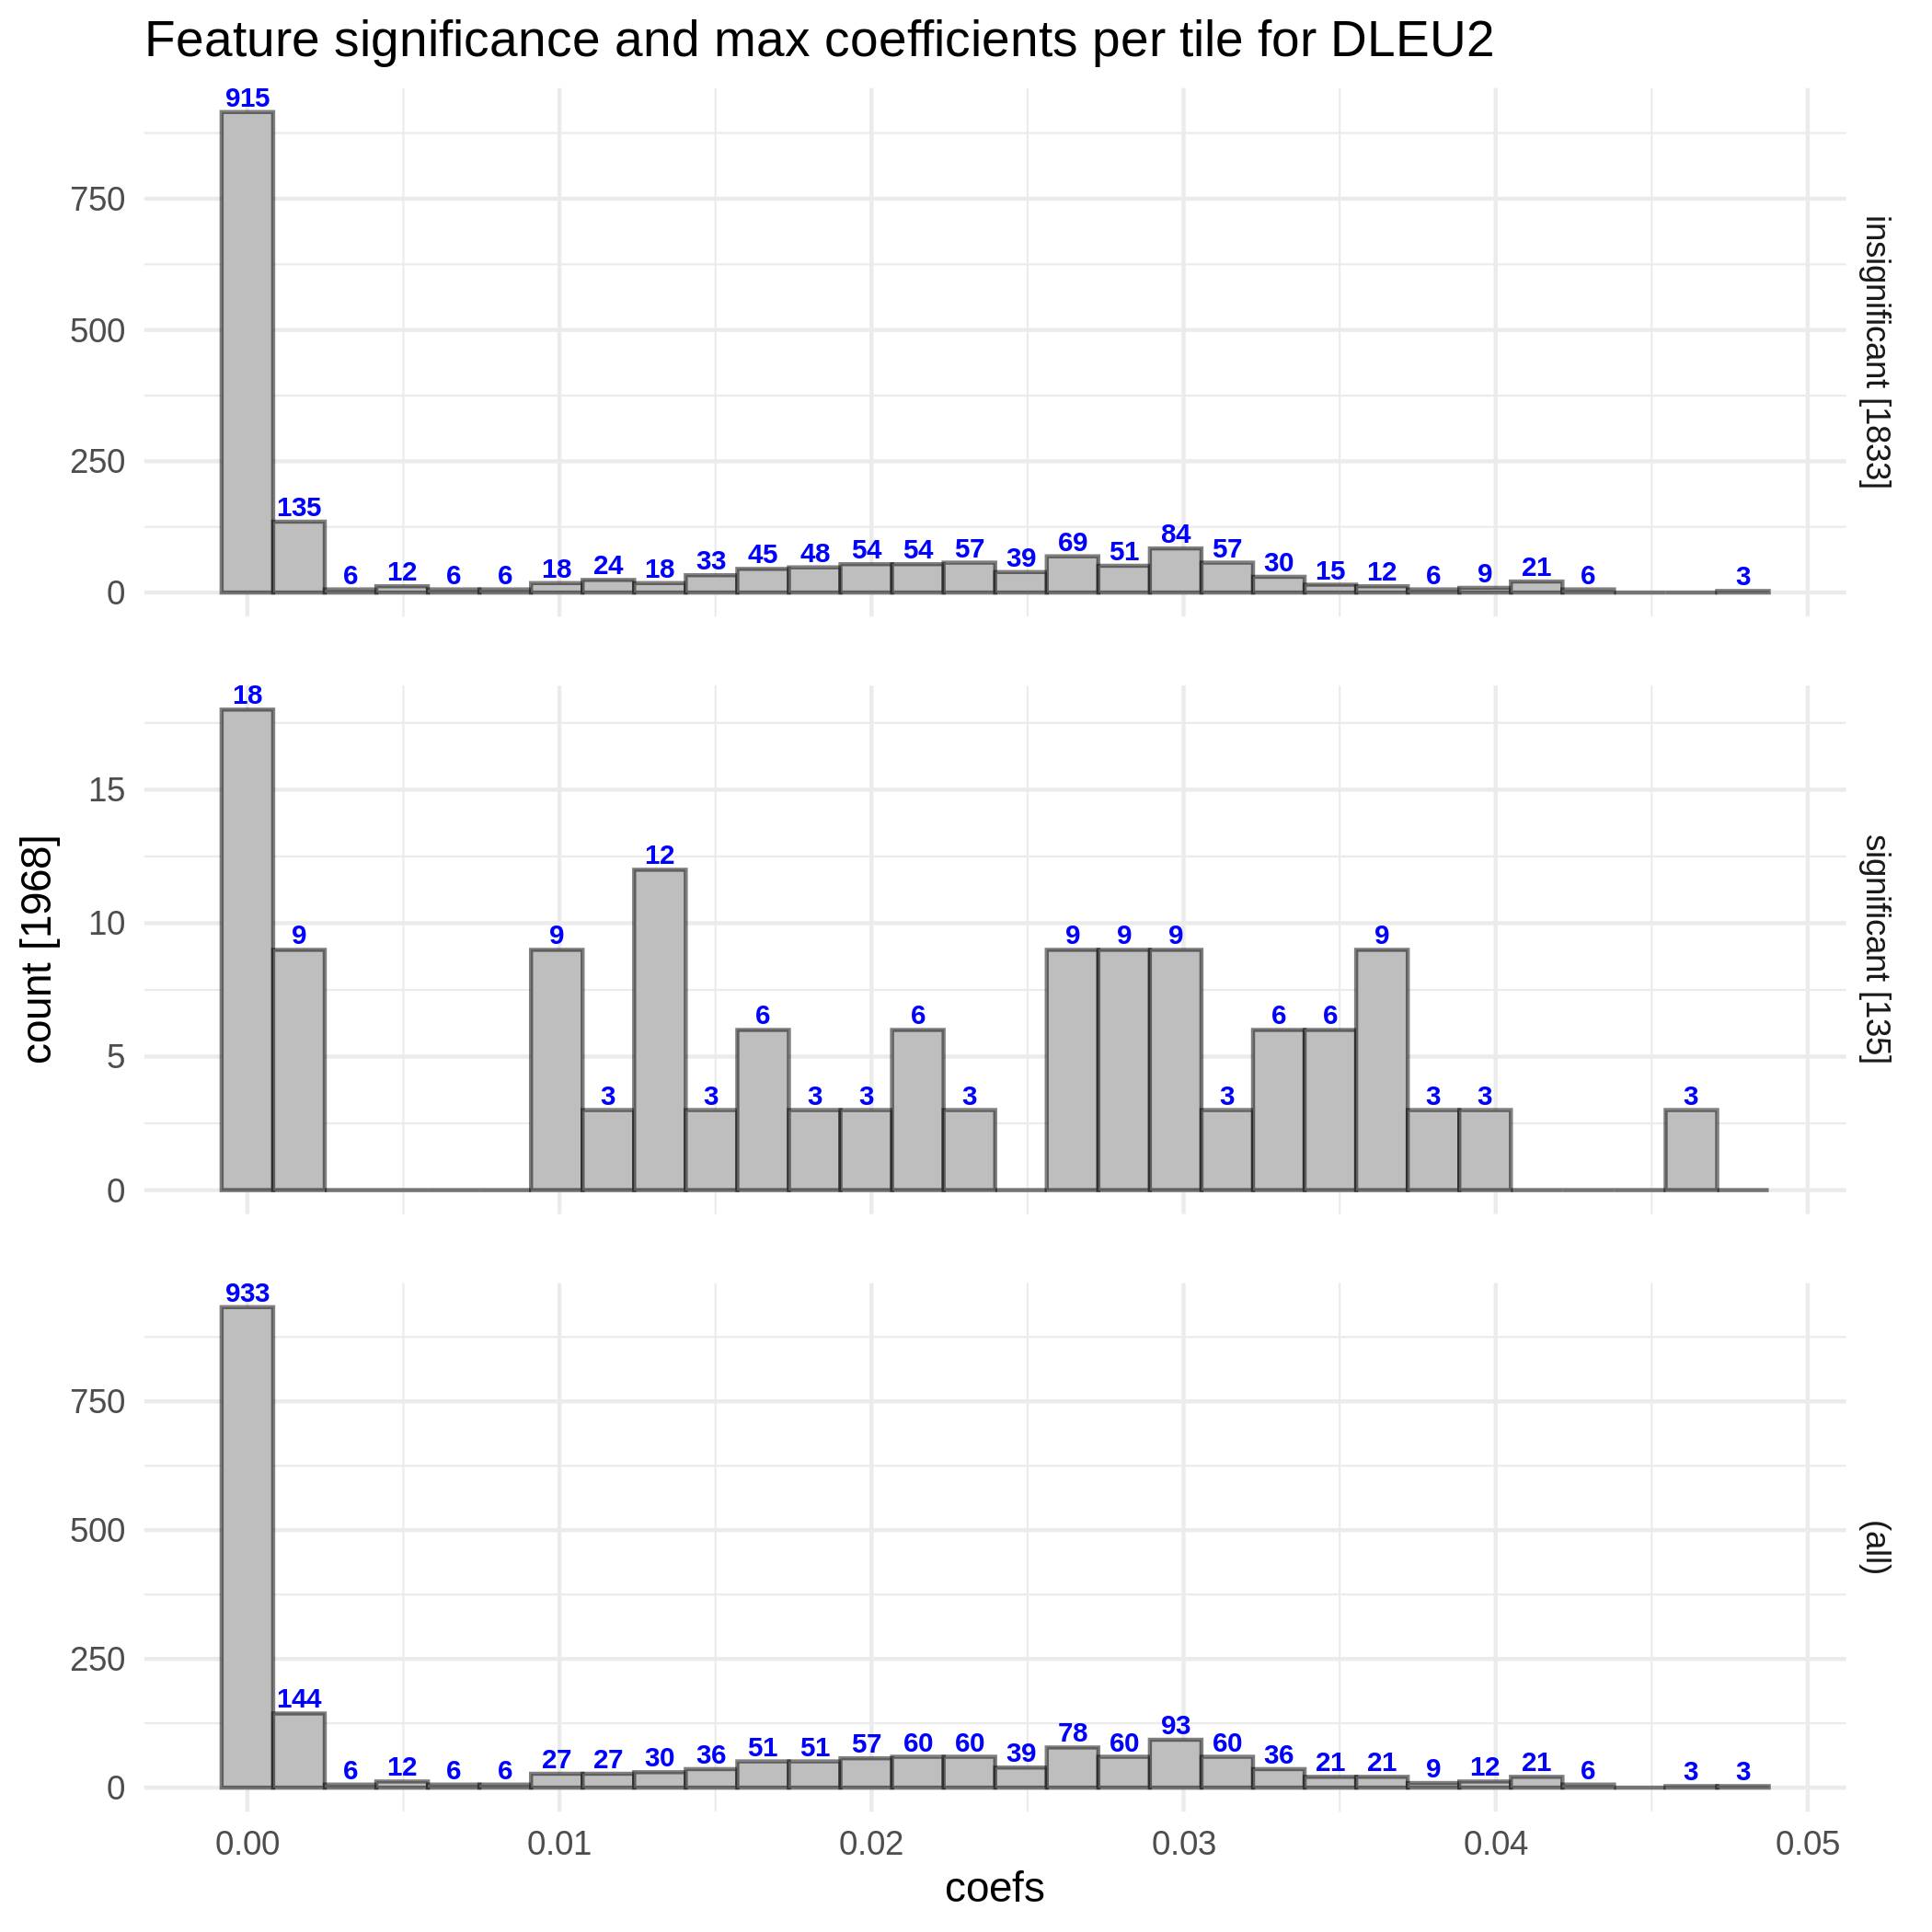 Feature significance and max coefficients per tile for DLEU2
915
750
500
250
135
6 12 6 6 18 24 18 33 45 48 54 54 57 39 69 51 84 57 30 15 12 6 9 21 6 3
0
insignificant [1833]
18
15
12
10
9 9 9 9 9 9
6 6 6 6
5
3 3 3 3 3 3 3 3 3
0
significant [135]
count [1968]
933
750
500
250
144
6 12 6 6 27 27 30 36 51 51 57 60 60 39 78 60 93 60 36 21 21 9 12 21 6 3 3
0
(all)
0.00 0.01 0.02 0.03 0.04 0.05
coefs